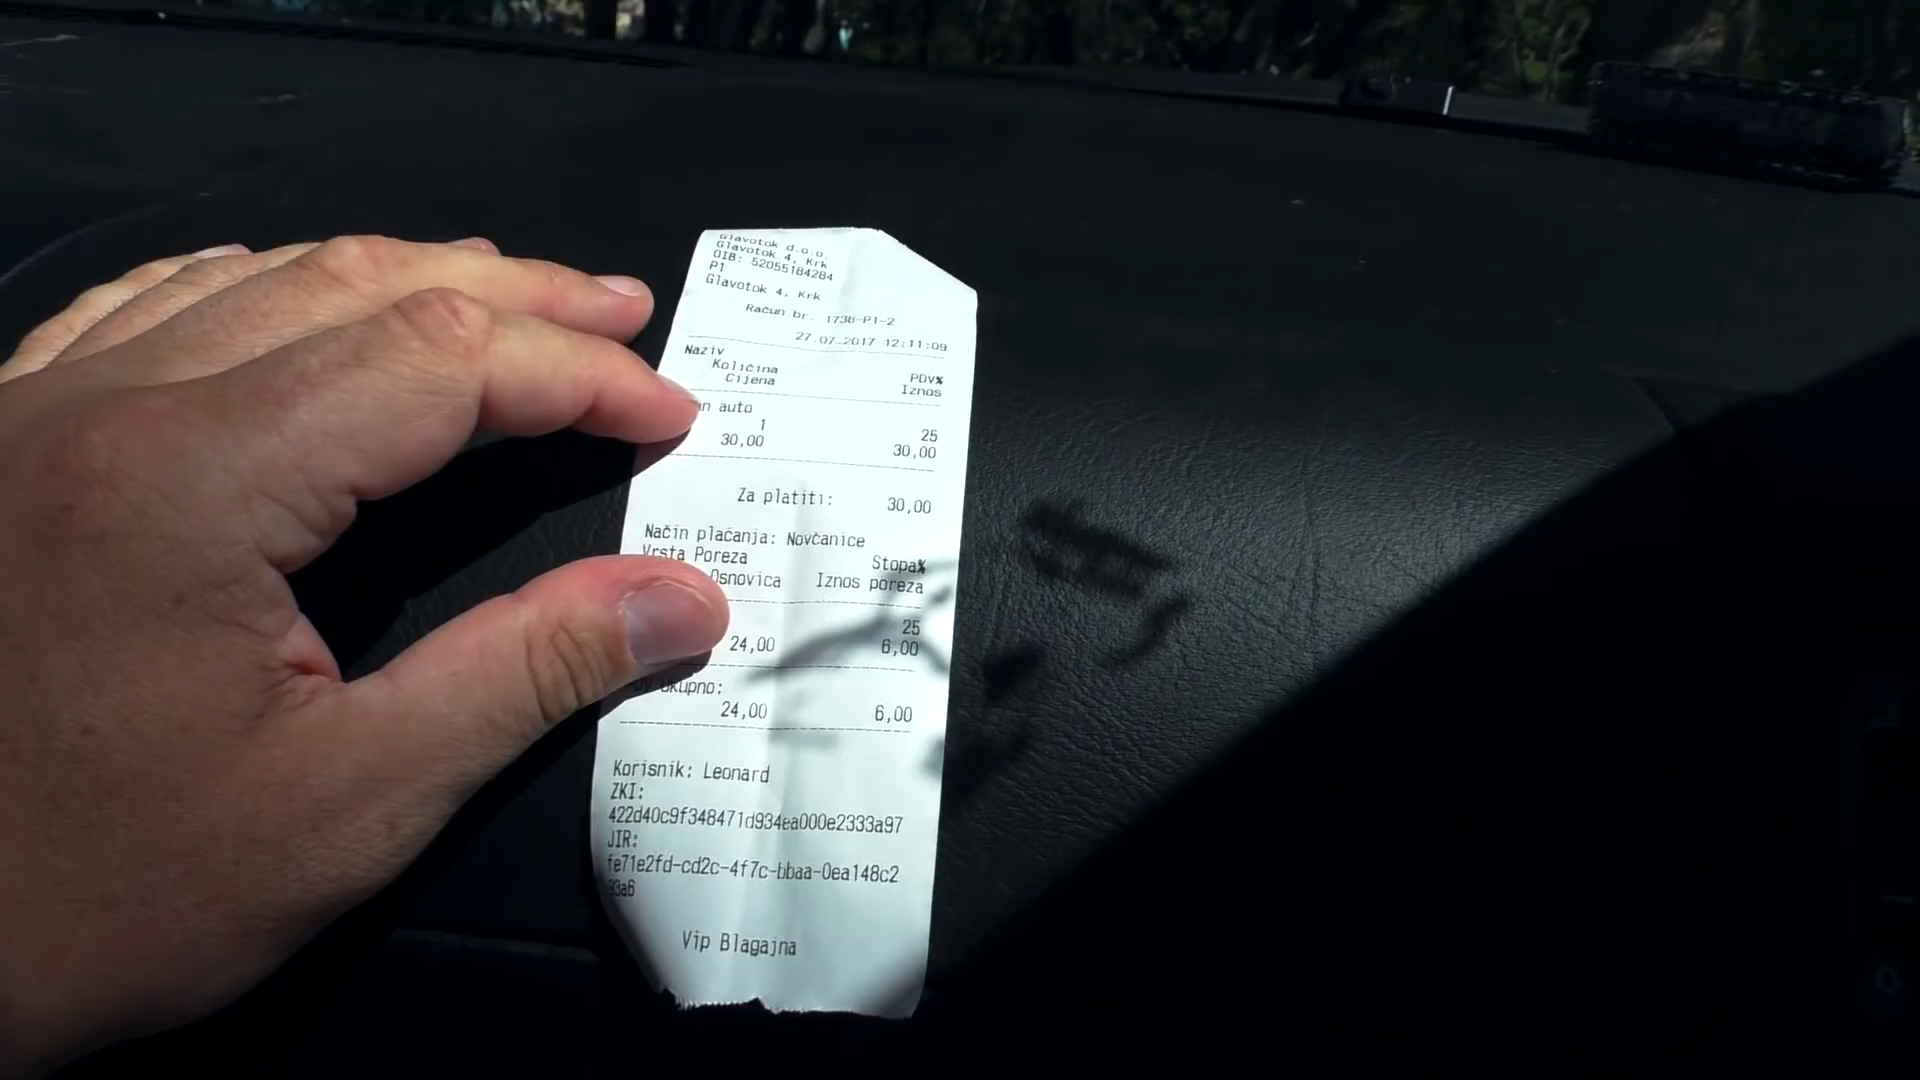 Glavotok d.o.o.
Glavotok 4, Krk
OIB: 52055184284
P1
Glavotok 4, Krk
Račun br. 1738-P1-2
27.07.2017 12:11:09
Naziv
Količina PDV%
Cijena Iznos
an auto
1 25
30,00 30,00
Za platiti: 30,00
Način plaćanja: Novčanice
Vrsta Poreza Stopa%
Osnovica Iznos poreza
25
24,00 6,00
ukupno:
24,00 6,00
Korisnik: Leonard
ZKI:
422d40c9f348471d934ea000e2333a97
JIR:
fe71e2fd-cd2c-4f7c-bbaa-0ea148c2
93a6
Vip Blagajna